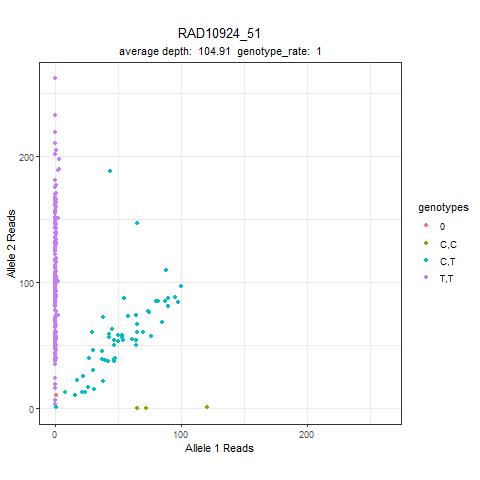 RAD10924_51
average depth: 104.91 genotype_rate: 1
Allele 2 Reads
200
100
0
0
100
200
Allele 1 Reads
genotypes
0
C,C
C,T
T,T